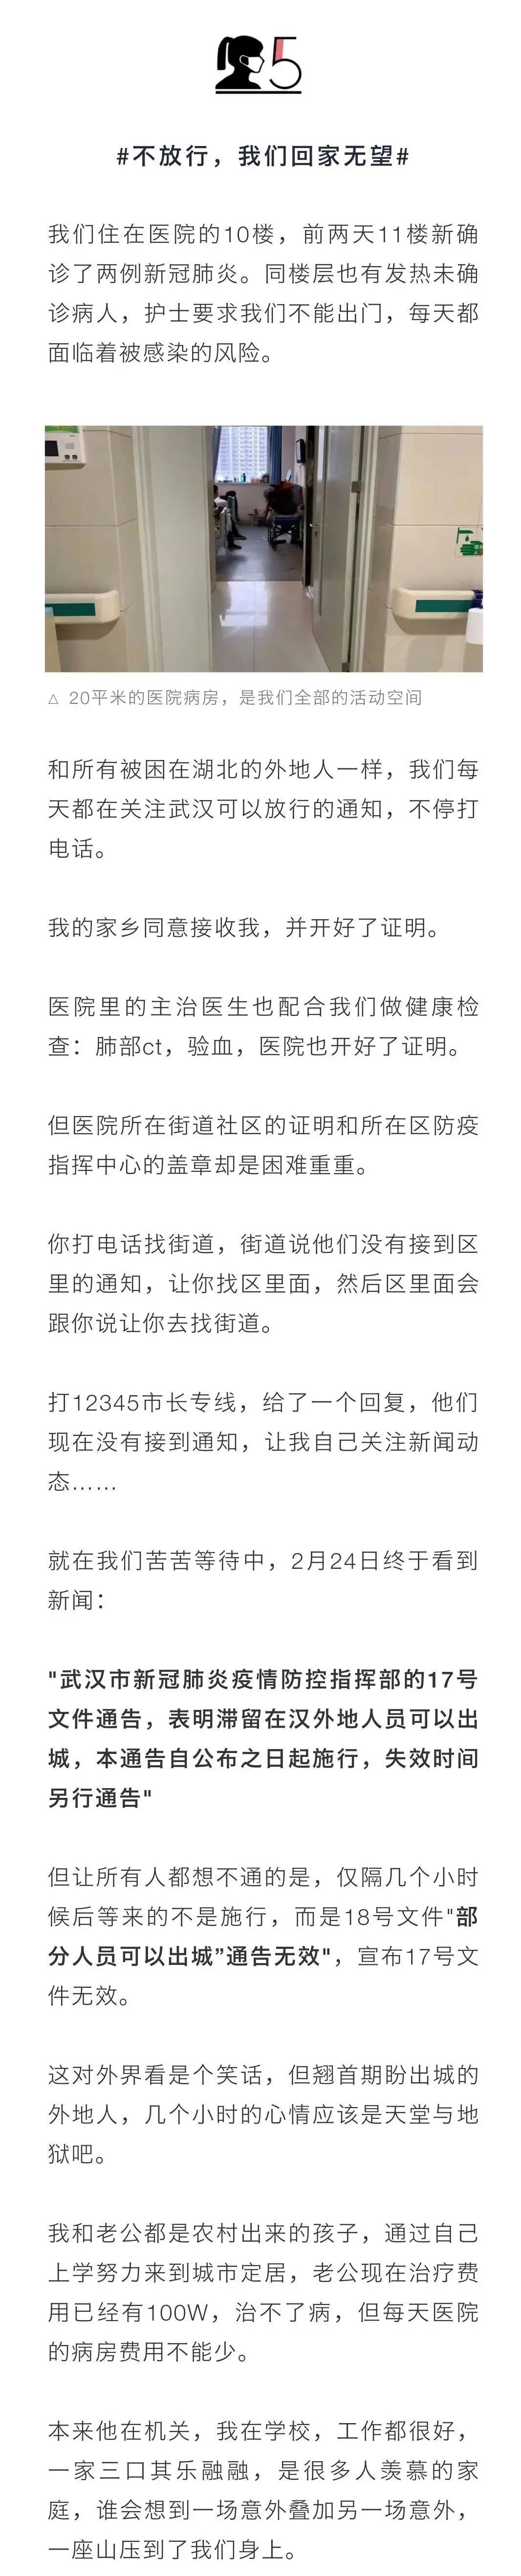 5
#不放行，我们回家无望#
我们住在医院的10楼，前两天11楼新确
诊了两例新冠肺炎。同楼层也有发热未确
诊病人，护士要求我们不能出门，每天都
面临着被感染的风险。
△ 20平米的医院病房，是我们全部的活动空间
和所有被困在湖北的外地人一样，我们每
天都在关注武汉可以放行的通知，不停打
电话。
我的家乡同意接收我，并开好了证明。
医院里的主治医生也配合我们做健康检
查：肺部ct，验血，医院也开好了证明。
但医院所在街道社区的证明和所在区防疫
指挥中心的盖章却是困难重重。
你打电话找街道，街道说他们没有接到区
里的通知，让你找区里面，然后区里面会
跟你说让你去找街道。
打12345市长专线，给了一个回复，他们
现在没有接到通知，让我自己关注新闻动
态……
就在我们苦苦等待中，2月24日终于看到
新闻：
"武汉市新冠肺炎疫情防控指挥部的17号
文件通告，表明滞留在汉外地人员可以出
城，本通告自公布之日起施行，失效时间
另行通告"
但让所有人都想不通的是，仅隔几个小时
候后等来的不是施行，而是18号文件"部
分人员可以出城”通告无效"，宣布17号文
件无效。
这对外界看是个笑话，但翘首期盼出城的
外地人，几个小时的心情应该是天堂与地
狱吧。
我和老公都是农村出来的孩子，通过自己
上学努力来到城市定居，老公现在治疗费
用已经有100W，治不了病，但每天医院
的病房费用不能少。
本来他在机关，我在学校，工作都很好，
一家三口其乐融融，是很多人羡慕的家
庭，谁会想到一场意外叠加另一场意外，
一座山压到了我们身上。